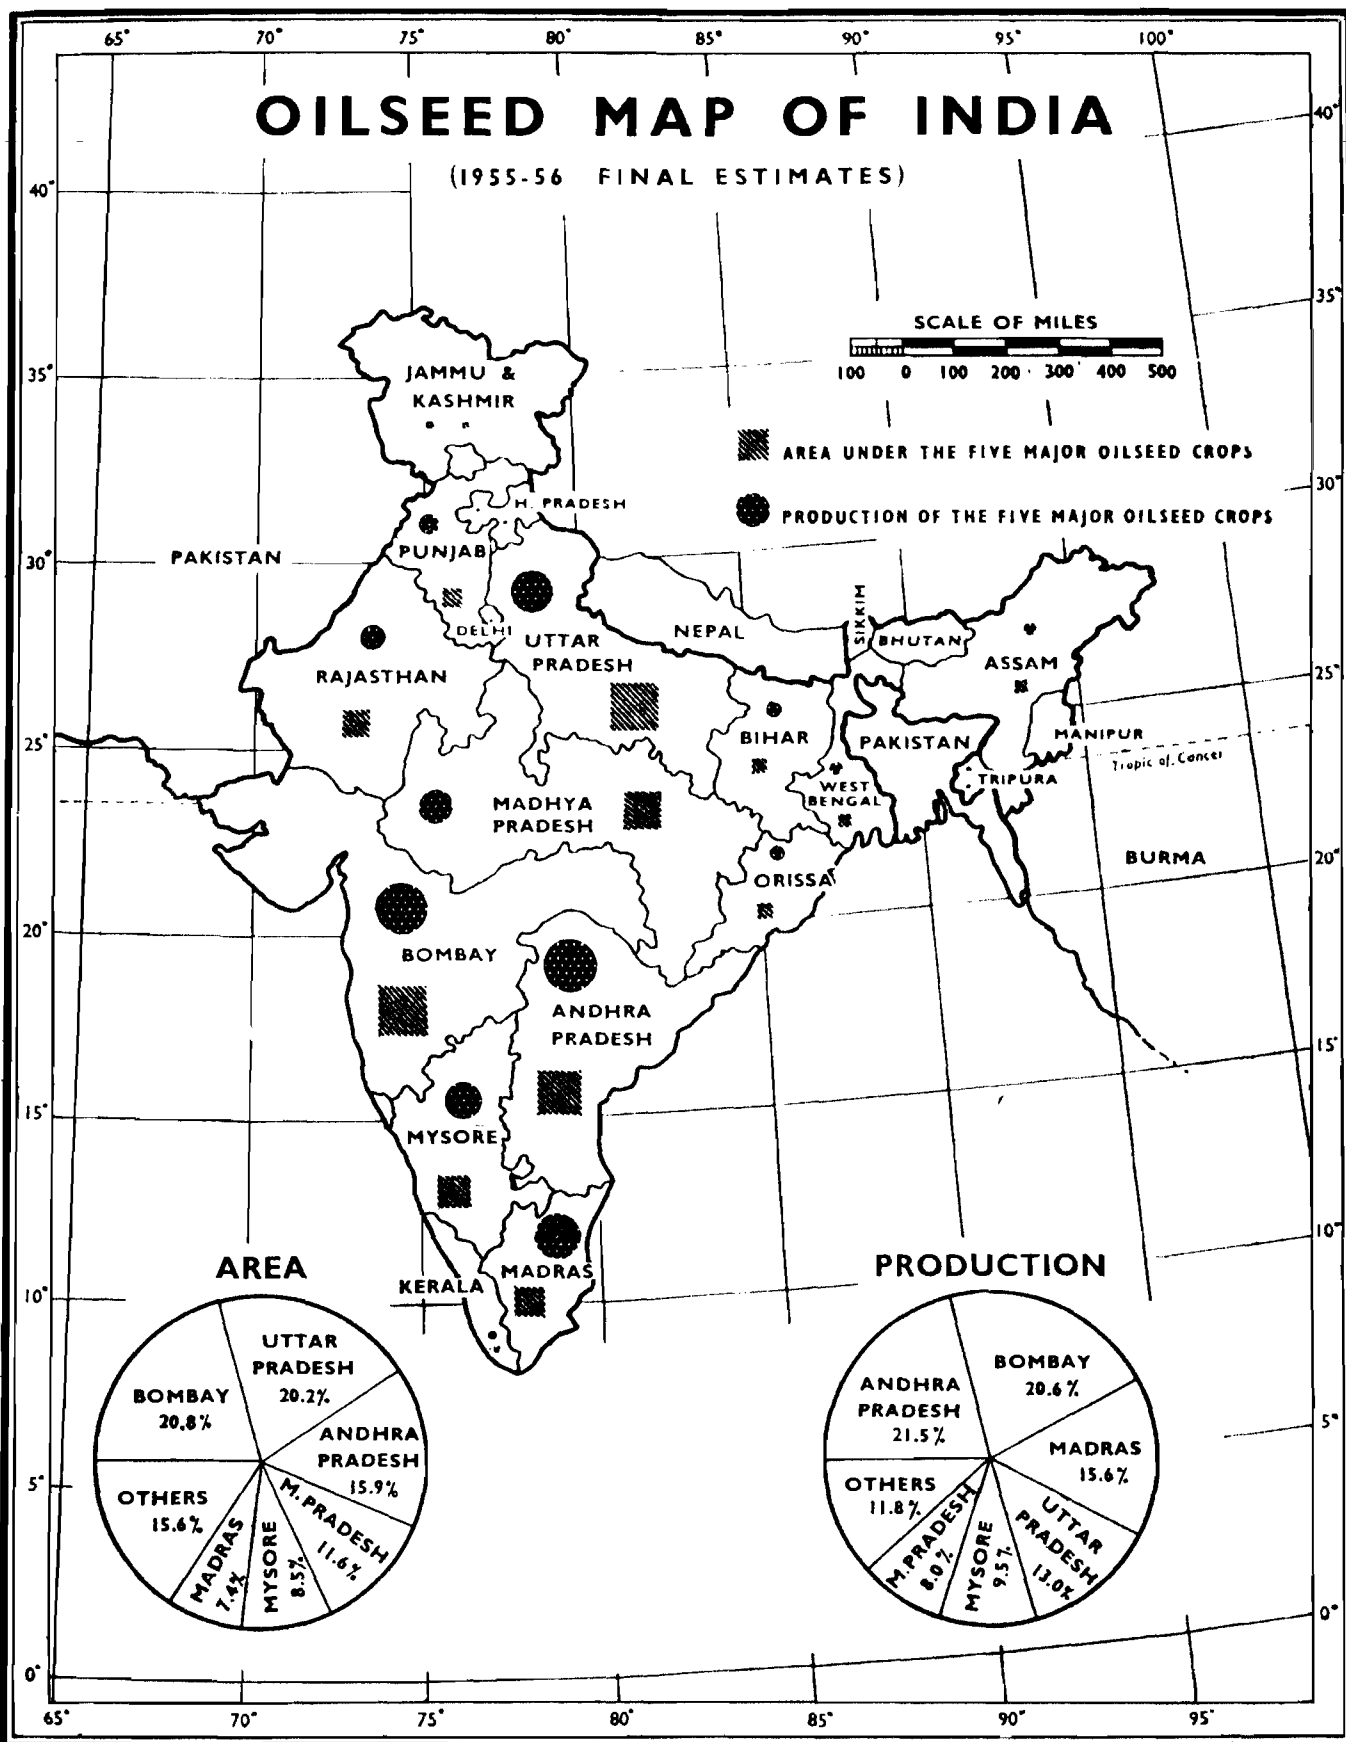 65° 70° 75° 80° 85° 90° 95° 100°
OILSEED MAP OF INDIA
(1955-56 FINAL ESTIMATES)
40°
40°
35°
SCALE OF MILES
100 0 100 200 300 400 500
35°
JAMMU &
KASHMIR
AREA UNDER THE FIVE MAJOR OILSEED CROPS
30°
H. PRADESH
PRODUCTION OF THE FIVE MAJOR OILSEED CROPS
PUNJAB
PAKISTAN
30°
DELHI
UTTAR
PRADESH
NEPAL
SIKKIM
BHUTAN
ASSAM
25°
RAJASTHAN
BIHAR
PAKISTAN
MANIPUR
25°
Tropic of Cancer
TRIPURA
WEST
BENGAL
MADHYA
PRADESH
BURMA
20°
ORISSA
20°
BOMBAY
ANDHRA
PRADESH
15°
15°
MYSORE
10°
KERALA
MADRAS
10°
AREA
UTTAR
PRADESH
20.2%
BOMBAY
20.8%
ANDHRA
PRADESH
15.9%
OTHERS
15.6%
M. PRADESH
11.6%
MADRAS
7.4%
MYSORE
8.5%
PRODUCTION
BOMBAY
20.6%
ANDHRA
PRADESH
21.5%
MADRAS
15.6%
OTHERS
11.8%
UTTAR
PRADESH
13.0%
M.PRADESH
8.0%
MYSORE
9.5%
5°
5°
0°
0°
65° 70° 75° 80° 85° 90° 95°